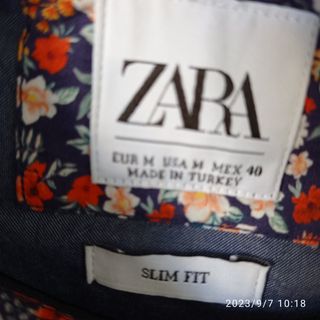 ZARA
EUR M USA M MEX 40
MADE IN TURKEY
SLIM FIT
2023/9/7 10:18